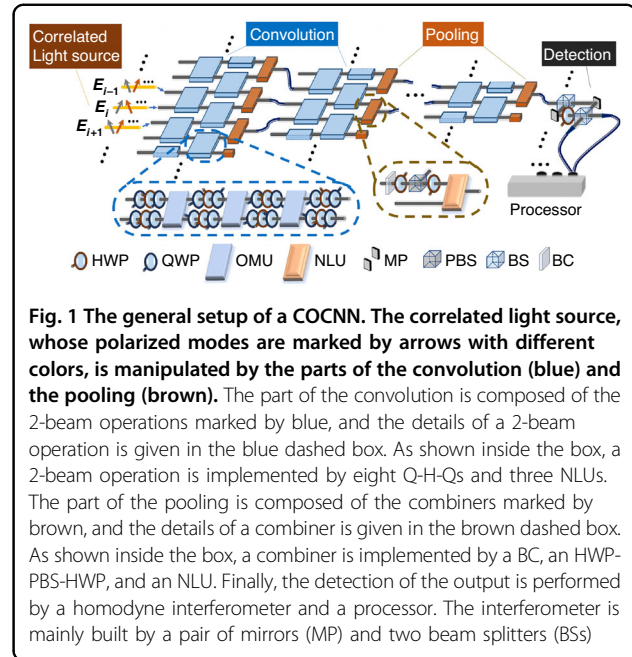 Correlated
Light source
Convolution
Pooling
Detection
E i−1
E i
E i+1
Processor
HWP QWP OMU NLU MP PBS BS BC
Fig. 1 The general setup of a COCNN. The correlated light source,
whose polarized modes are marked by arrows with different
colors, is manipulated by the parts of the convolution (blue) and
the pooling (brown). The part of the convolution is composed of the
2-beam operations marked by blue, and the details of a 2-beam
operation is given in the blue dashed box. As shown inside the box, a
2-beam operation is implemented by eight Q-H-Qs and three NLUs.
The part of the pooling is composed of the combiners marked by
brown, and the details of a combiner is given in the brown dashed box.
As shown inside the box, a combiner is implemented by a BC, an HWP-
PBS-HWP, and an NLU. Finally, the detection of the output is performed
by a homodyne interferometer and a processor. The interferometer is
mainly built by a pair of mirrors (MP) and two beam splitters (BSs)